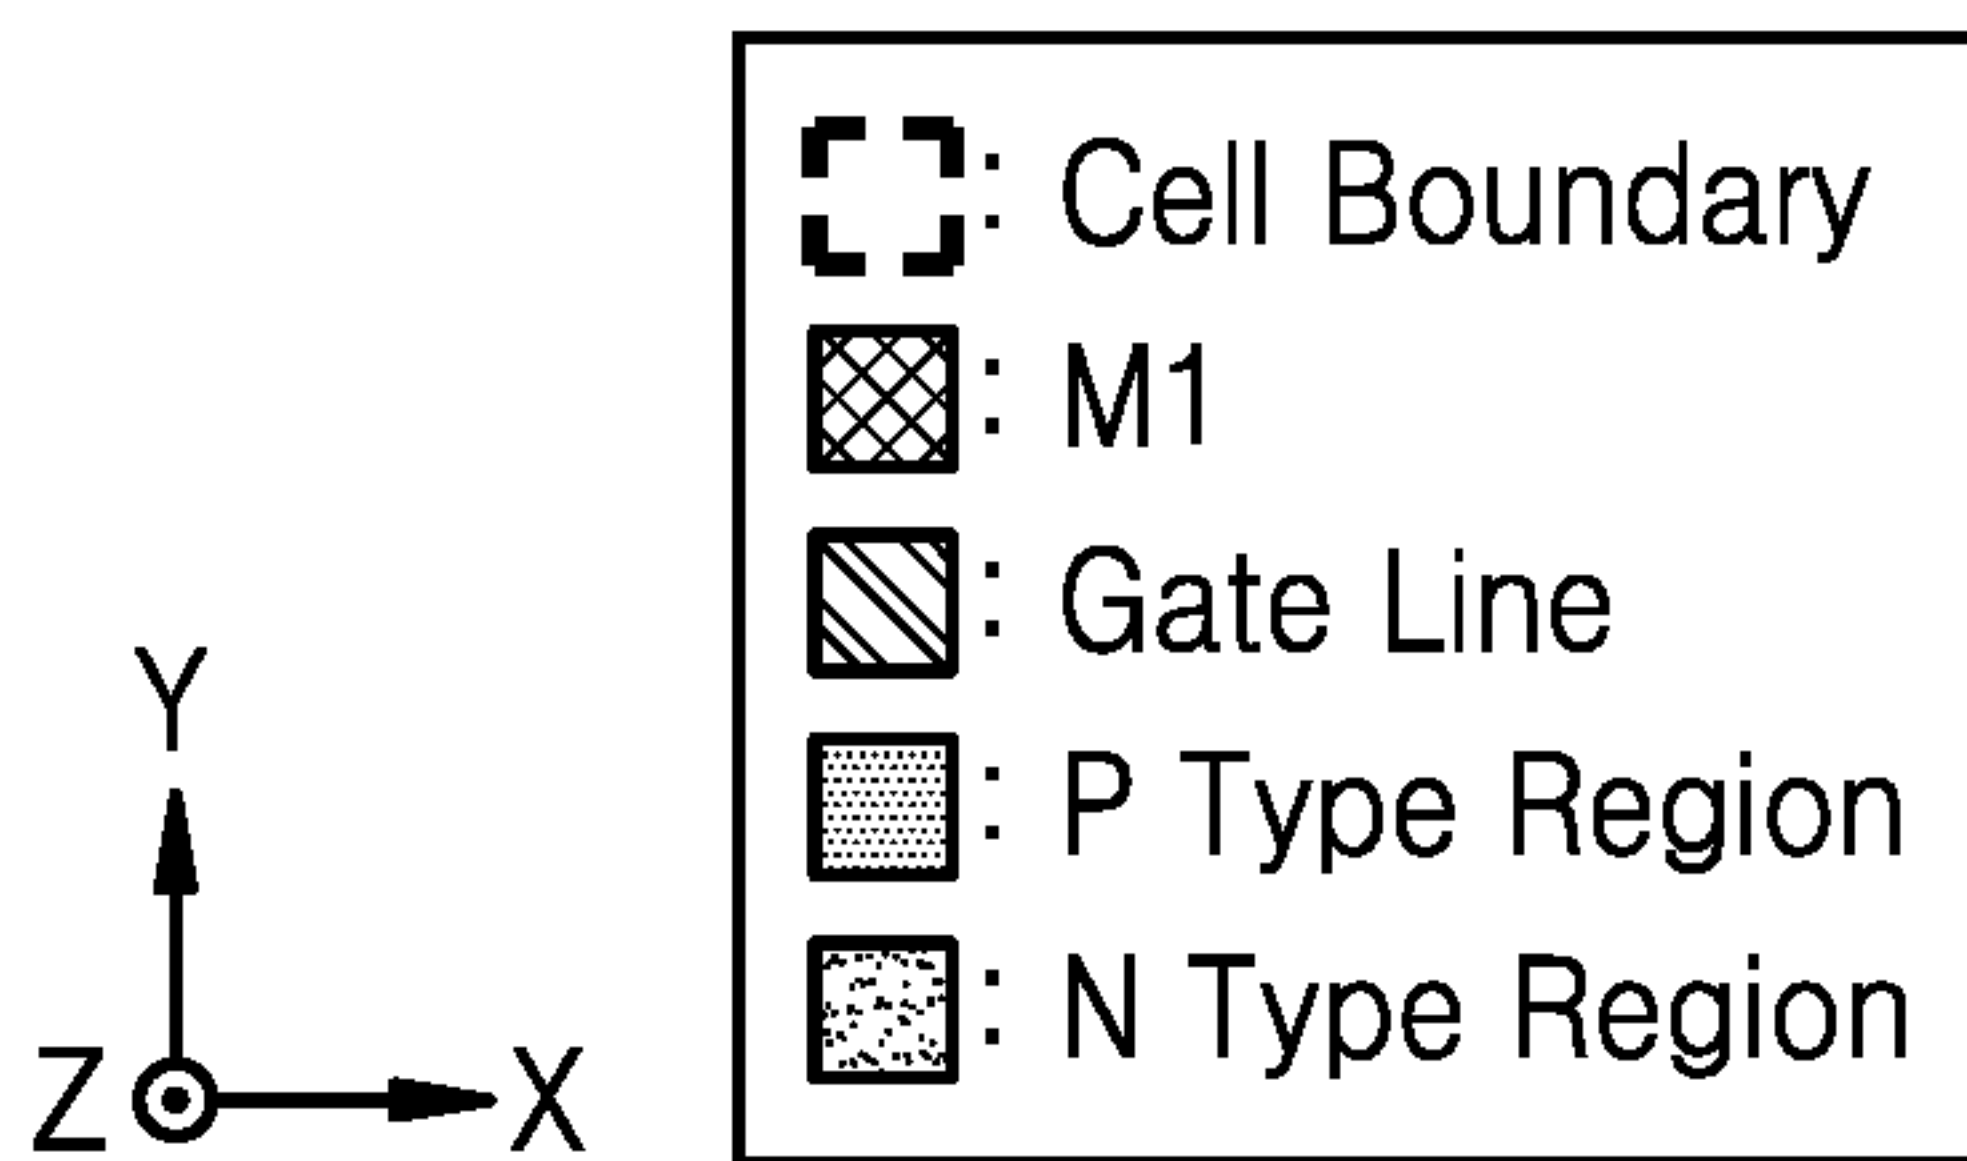 : Cell Boundary
: M1
: Gate Line
: P Type Region
: N Type Region
Y
Z
X